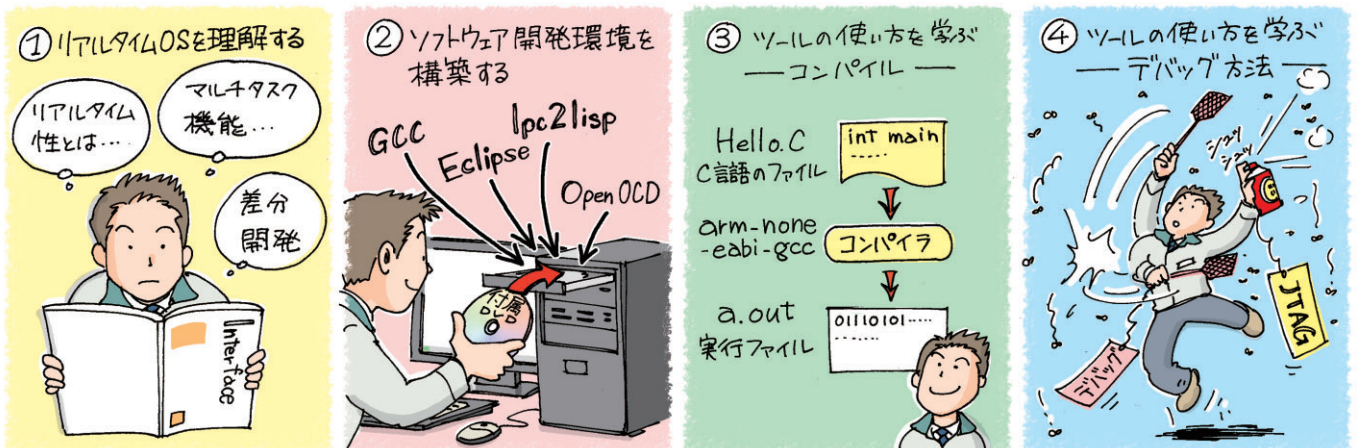 ① リアルタイムOSを理解する
リアルタイム
性とは‥‥
マルチタスク
機能…
差分
開発
Interface
② ソフトウェア開発環境を
構築する
GCC
Eclipse
lpc21isp
OpenOCD
付属
③ ツールの使い方を学ぶ
― コンパイル ―
Hello.C
C言語のファイル
int main
‥‥‥
arm-none
-eabi-gcc
コンパイラ
a.out
実行ファイル
01110101‥‥‥
‥‥‥‥
④ ツールの使い方を学ぶ
― デバッグ方法 ―
シュッ
シュッ
JTAG
デバッグ